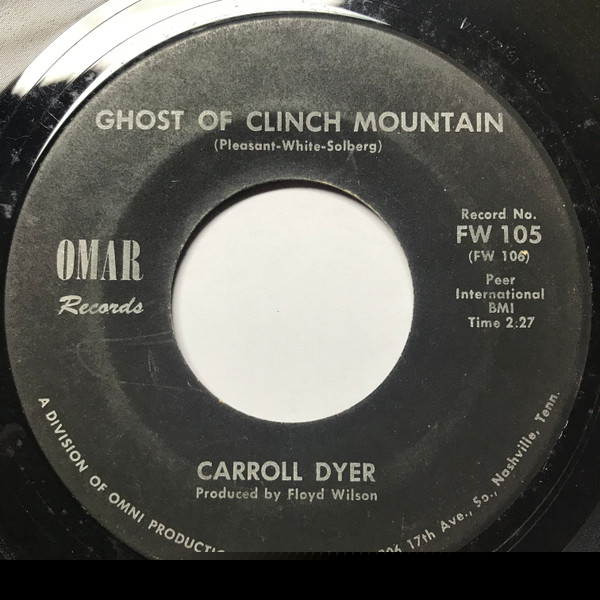 GHOST OF CLINCH MOUNTAIN
(Pleasant-White-Solberg)
OMAR
Records
Record No.
FW 105
(FW 106)
Peer
International
BMI
Time 2:27
CARROLL DYER
Produced by Floyd Wilson
A DIVISION OF OMNI 17th Ave., So., Nashville, Tenn.